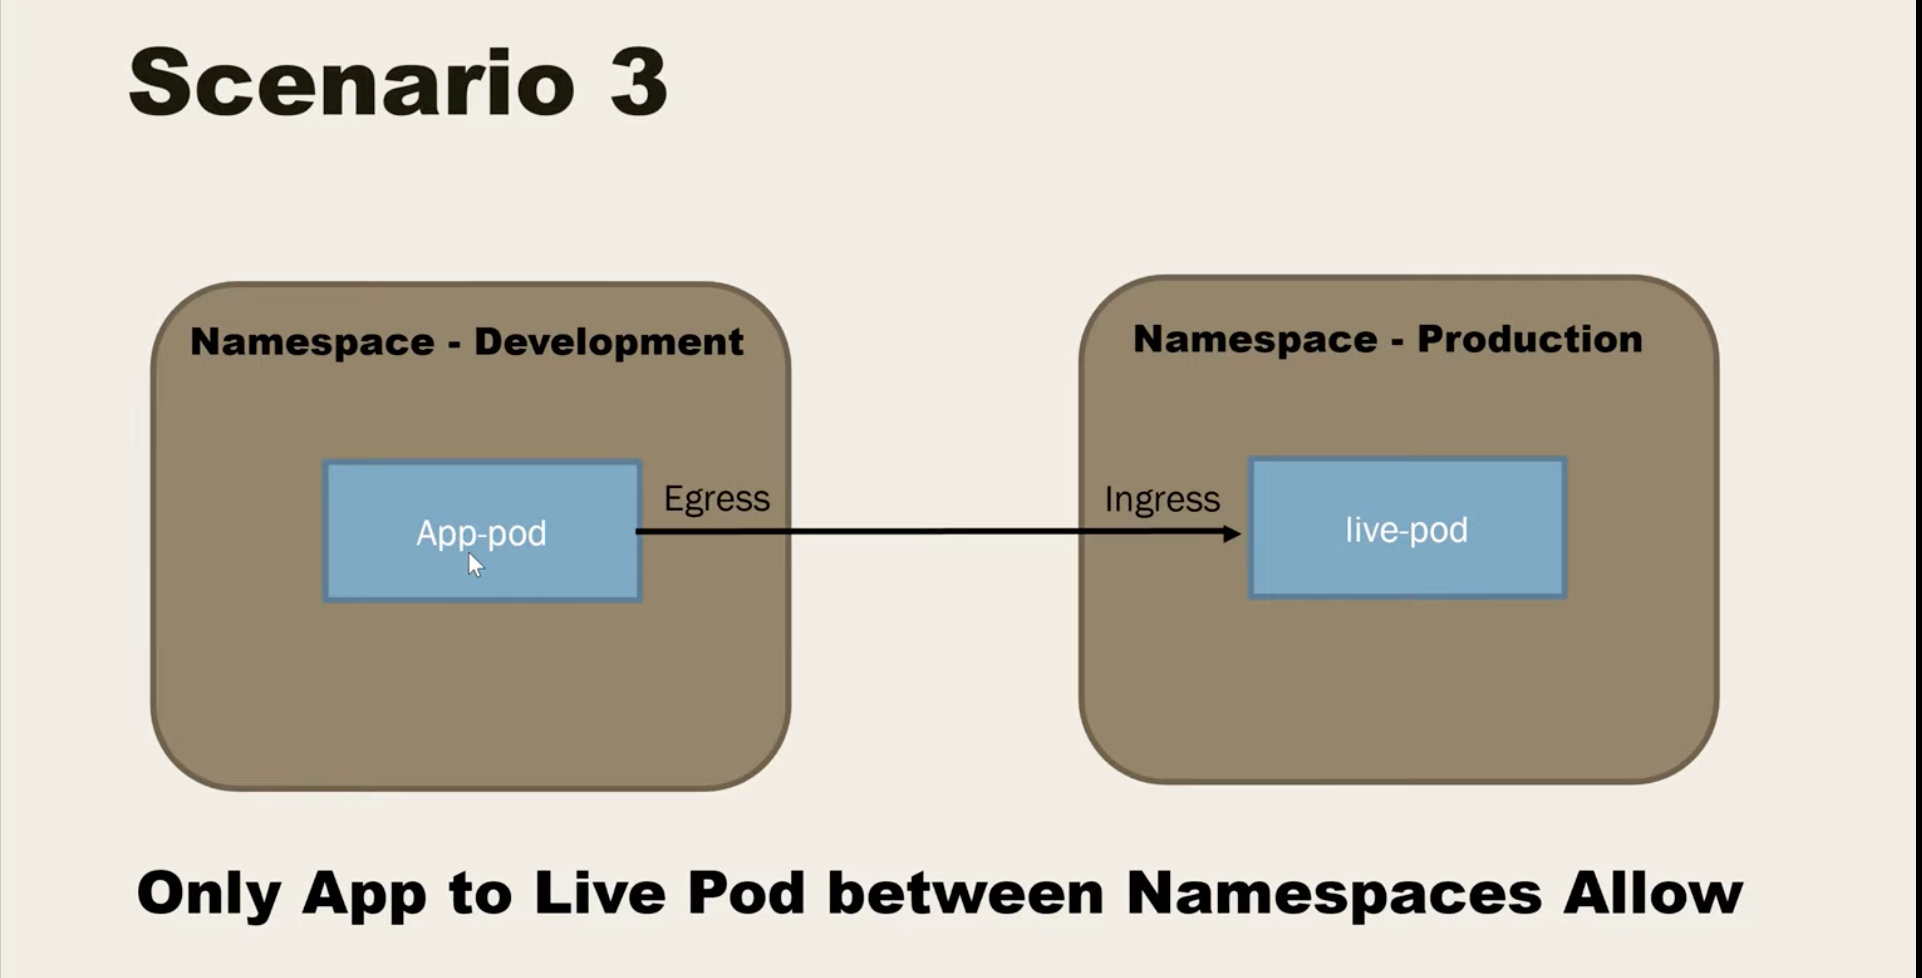 Scenario 3
Namespace - Development
Namespace - Production
Egress
Ingress
App-pod
live-pod
Only App to Live Pod between Namespaces Allow